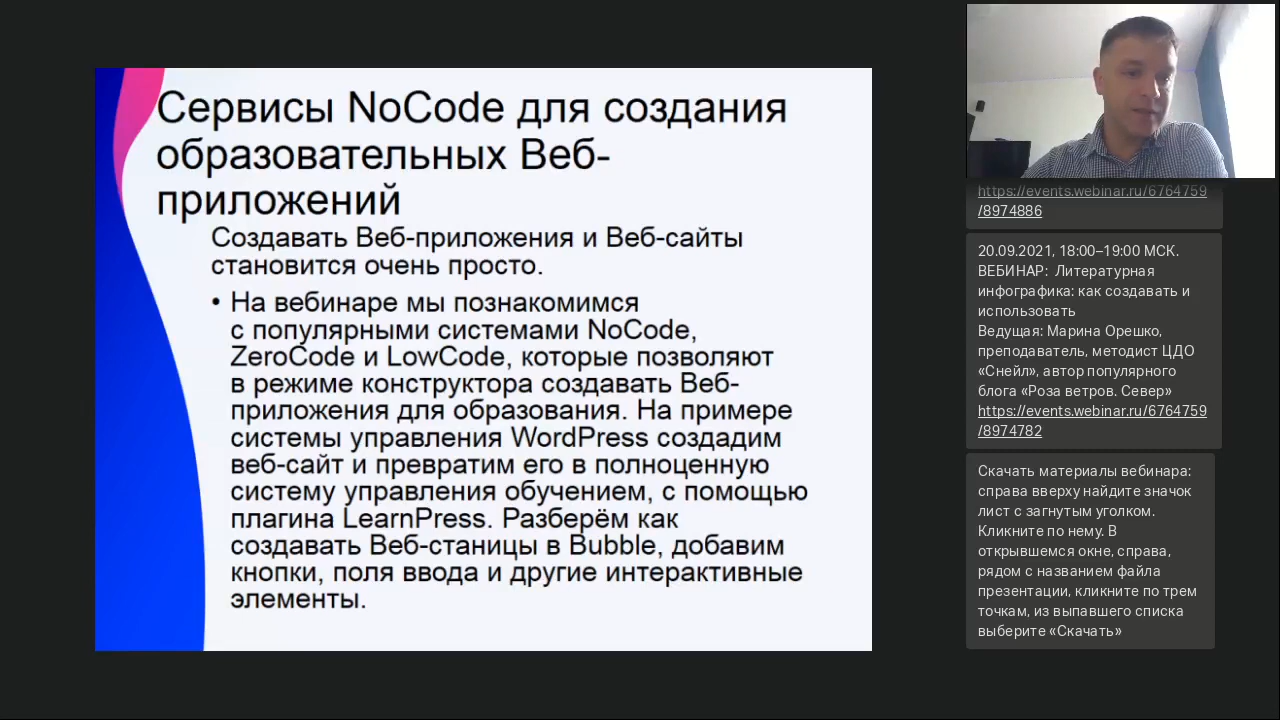 Сервисы NoCode для создания
образовательных Веб-
приложений
Создавать Веб-приложения и Веб-сайты
становится очень просто.
• На вебинаре мы познакомимся
с популярными системами NoCode,
ZeroCode и LowCode, которые позволяют
в режиме конструктора создавать Веб-
приложения для образования. На примере
системы управления WordPress создадим
веб-сайт и превратим его в полноценную
систему управления обучением, с помощью
плагина LearnPress. Разберём как
создавать Веб-станицы в Bubble, добавим
кнопки, поля ввода и другие интерактивные
элементы.
https://events.webinar.ru/6764759
/8974886
20.09.2021, 18:00–19:00 МСК.
ВЕБИНАР: Литературная
инфографика: как создавать и
использовать
Ведущая: Марина Орешко,
преподаватель, методист ЦДО
«Снейл», автор популярного
блога «Роза ветров. Север»
https://events.webinar.ru/6764759
/8974782
Скачать материалы вебинара:
справа вверху найдите значок
лист с загнутым уголком.
Кликните по нему. В
открывшемся окне, справа,
рядом с названием файла
презентации, кликните по трем
точкам, из выпавшего списка
выберите «Скачать»